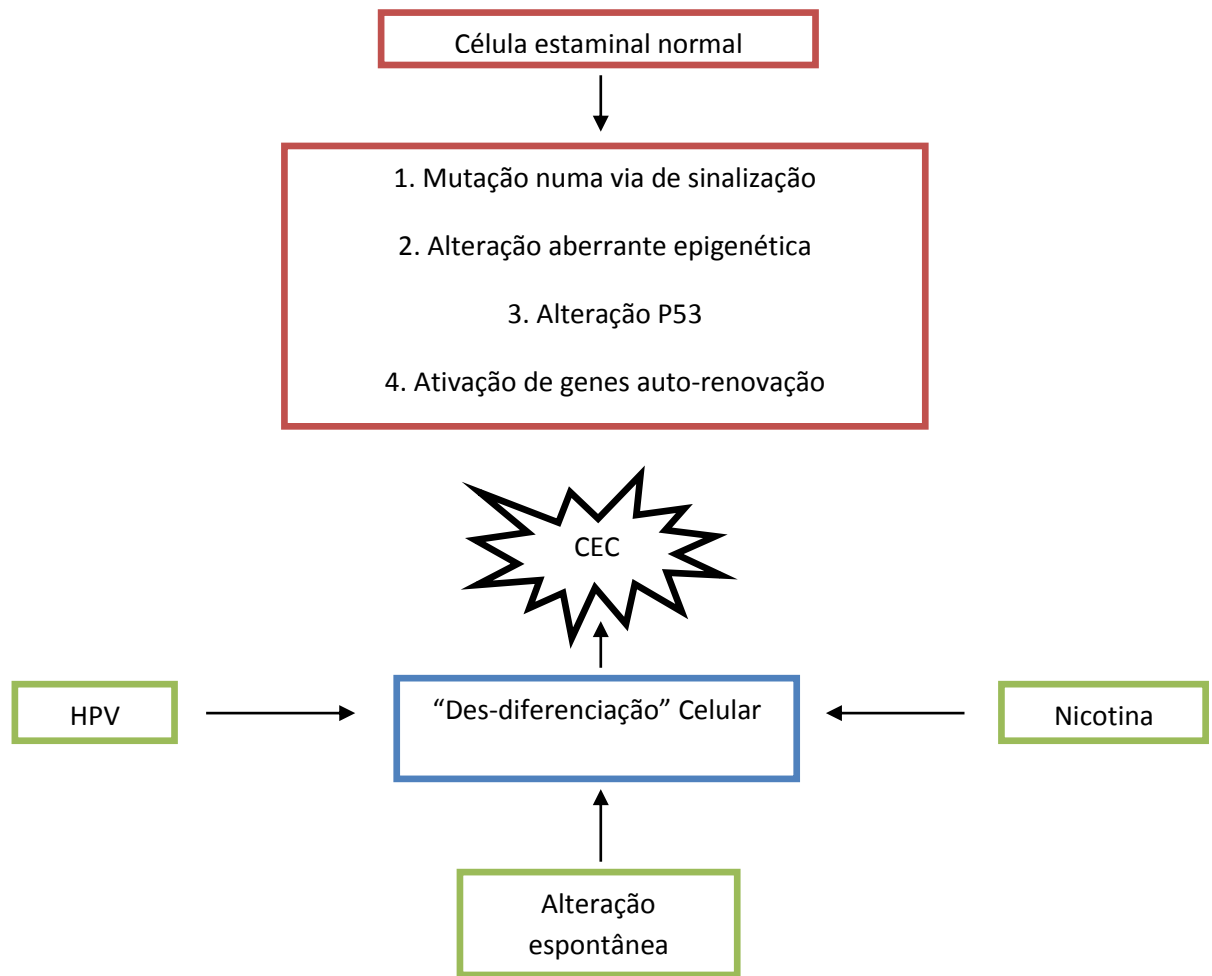 Célula estaminal normal
1. Mutação numa via de sinalização
2. Alteração aberrante epigenética
3. Alteração P53
4. Ativação de genes auto-renovação
CEC
“Des-diferenciação” Celular
HPV
Nicotina
Alteração
espontânea